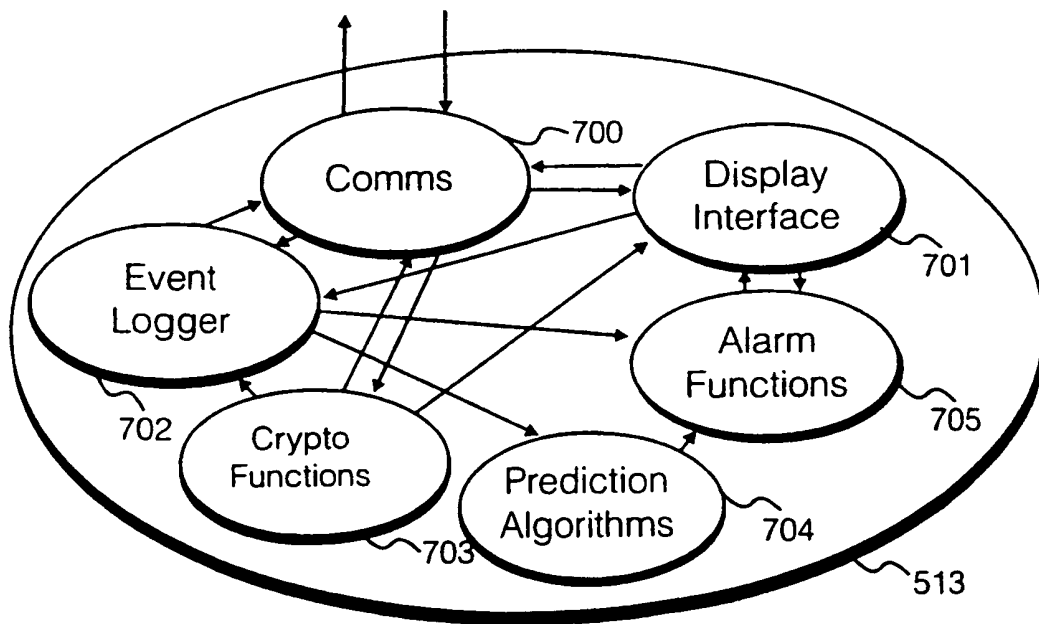 700
Comms
Display
Interface
701
Event
Logger
702
Alarm
Functions
705
Crypto
Functions
703
Prediction
Algorithms
704
513